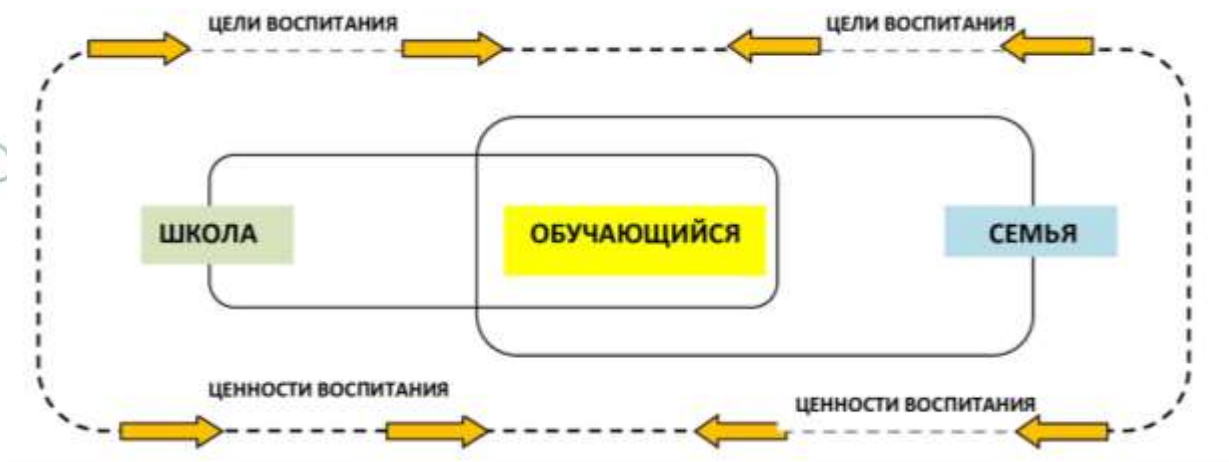 ЦЕЛИ ВОСПИТАНИЯ
ЦЕЛИ ВОСПИТАНИЯ
ШКОЛА
ОБУЧАЮЩИЙСЯ
СЕМЬЯ
ЦЕННОСТИ ВОСПИТАНИЯ
ЦЕННОСТИ ВОСПИТАНИЯ